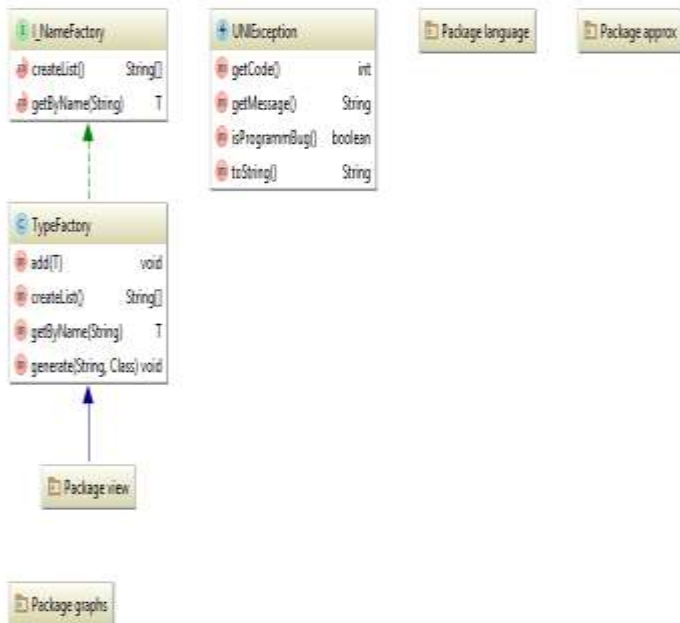 I_NameFactory
createList() String[]
getByName(String) T
UNIException
getCode() int
getMessage() String
isProgrammBug() boolean
toString() String
Package language
Package approx
TypeFactory
add(T) void
createList() String[]
getByName(String) T
generate(String, Class) void
Package view
Package graphs